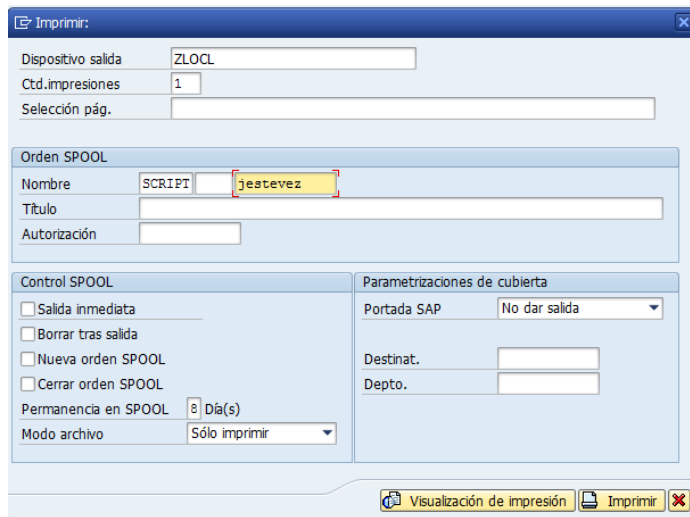 Imprimir:
Dispositivo salida ZLOCL
Ctd.impresiones 1
Selección pág.
Orden SPOOL
Nombre SCRIPT jestevez
Título
Autorización
Control SPOOL
Parametrizaciones de cubierta
Salida inmediata
Portada SAP No dar salida
Borrar tras salida
Nueva orden SPOOL
Destinat.
Cerrar orden SPOOL
Depto.
Permanencia en SPOOL 8 Día(s)
Modo archivo Sólo imprimir
Visualización de impresión Imprimir